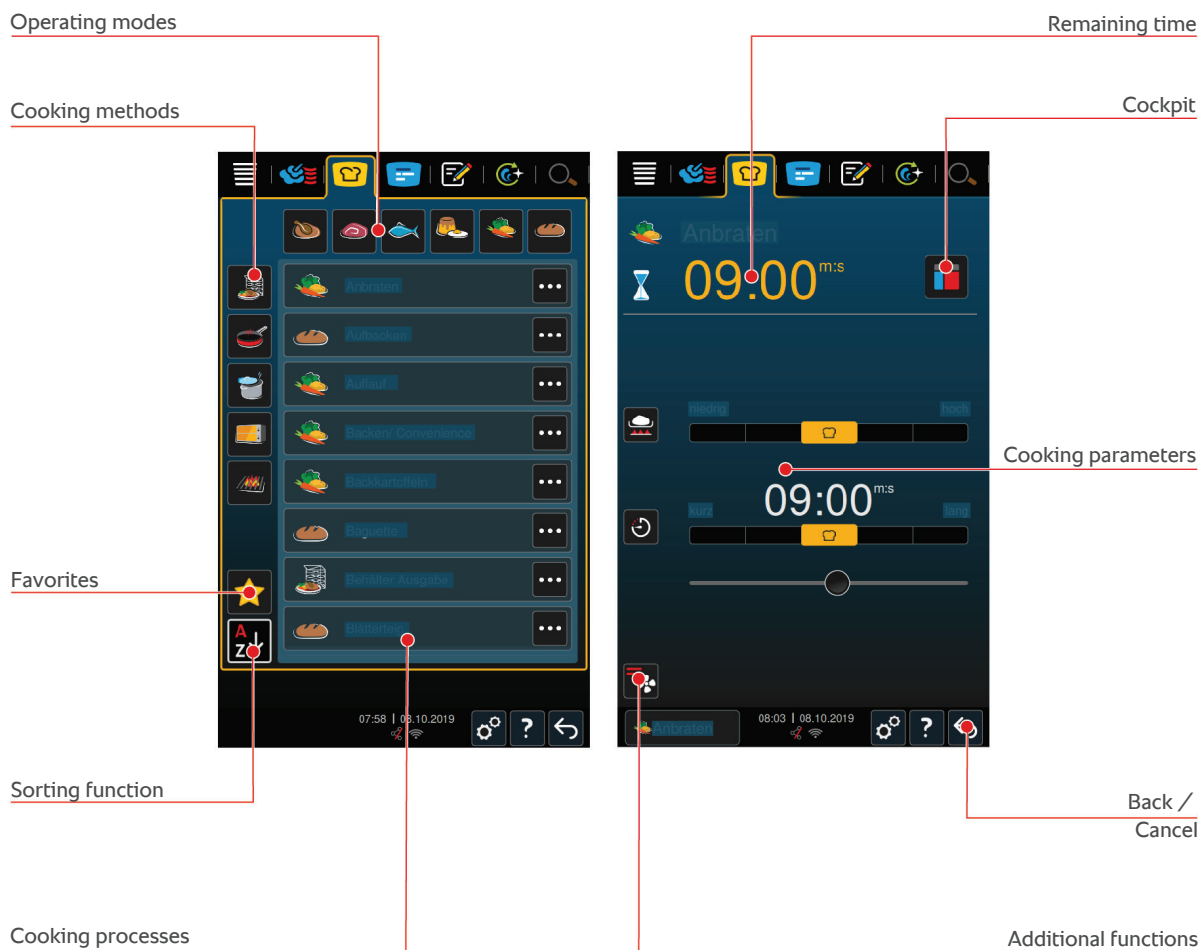 Operating modes
Remaining time
Cooking methods
Cockpit
Anbraten
09:00 m:s
Anbraten
Aufbacken
Auflauf
niedrig
hoch
Backen/ Convenience
Cooking parameters
Backkartoffeln
09:00 m:s
kurz
lang
Baguette
Favorites
Behälter Ausgabe
Blätterteig
A
Z
07:58 | 08.10.2019
?
Anbraten
08:03 | 08.10.2019
?
Sorting function
Back /
Cancel
Cooking processes
Additional functions